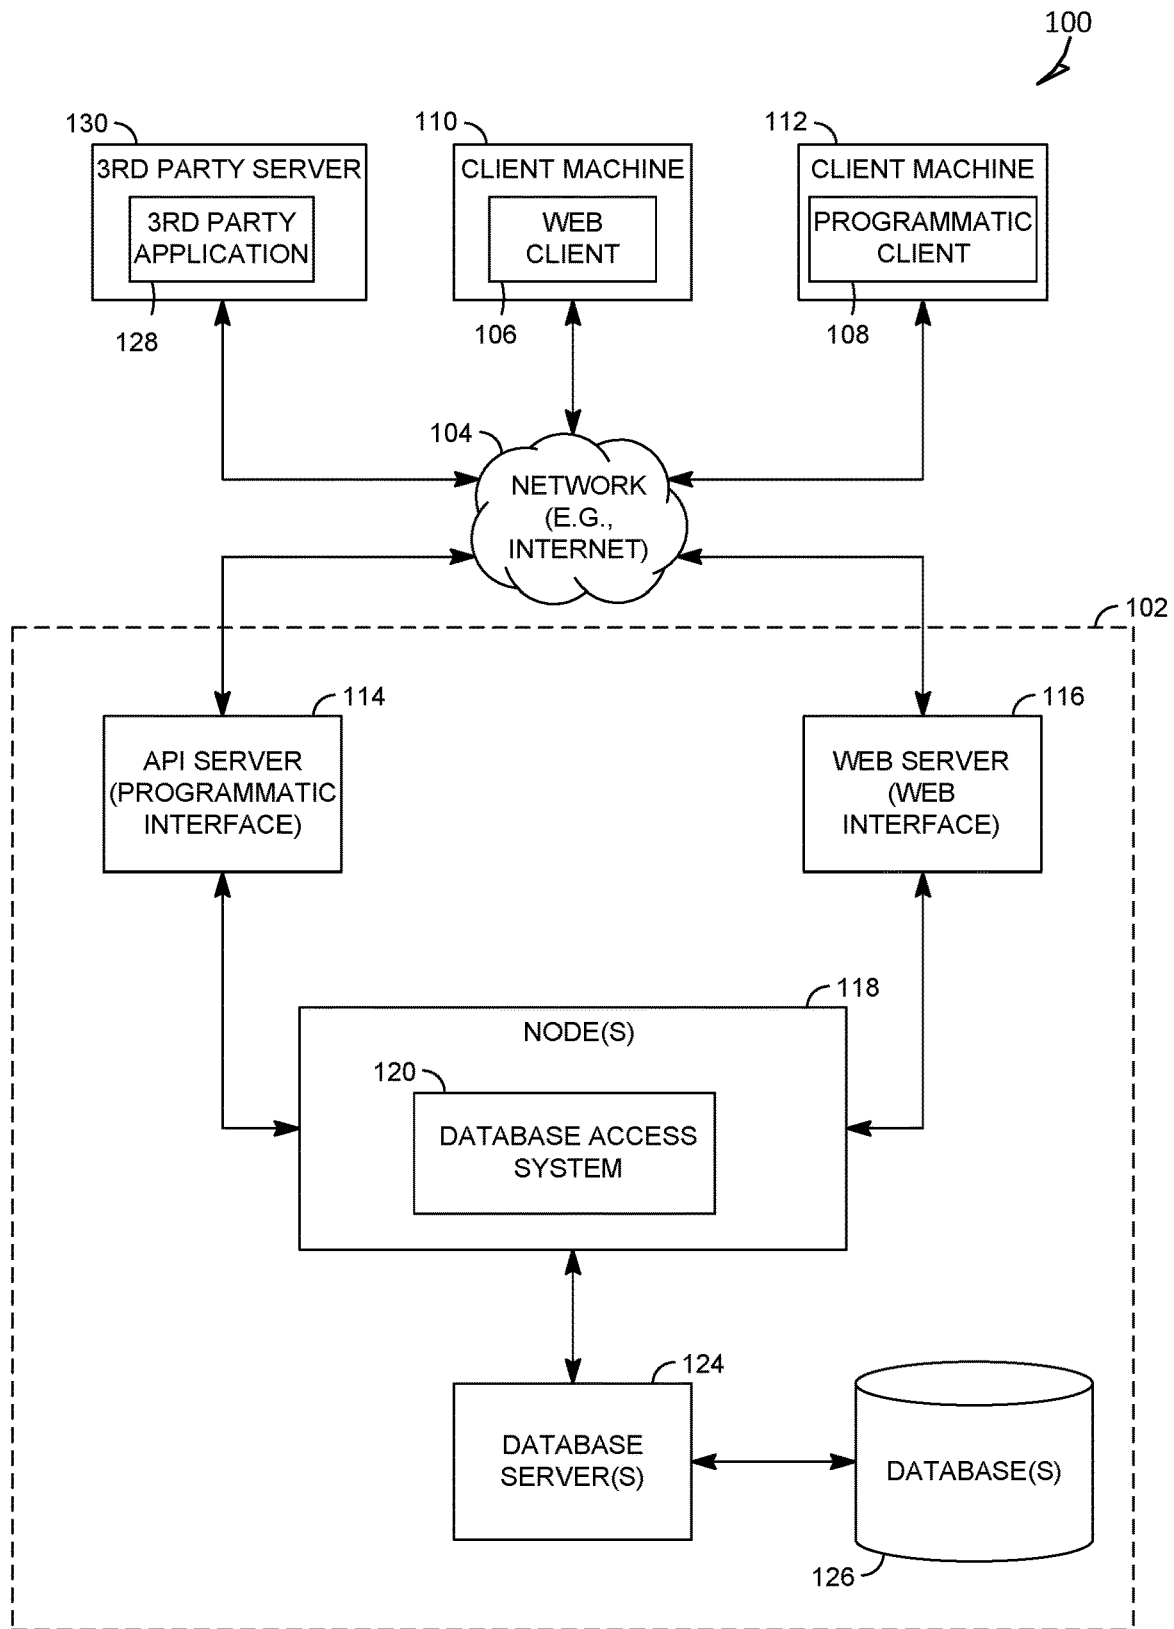 100
130
3RD PARTY SERVER
3RD PARTY
APPLICATION
128
110
CLIENT MACHINE
WEB
CLIENT
106
112
CLIENT MACHINE
PROGRAMMATIC
CLIENT
108
104
NETWORK
(E.G.,
INTERNET)
102
114
API SERVER
(PROGRAMMATIC
INTERFACE)
116
WEB SERVER
(WEB
INTERFACE)
118
NODE(S)
120
DATABASE ACCESS
SYSTEM
124
DATABASE
SERVER(S)
DATABASE(S)
126